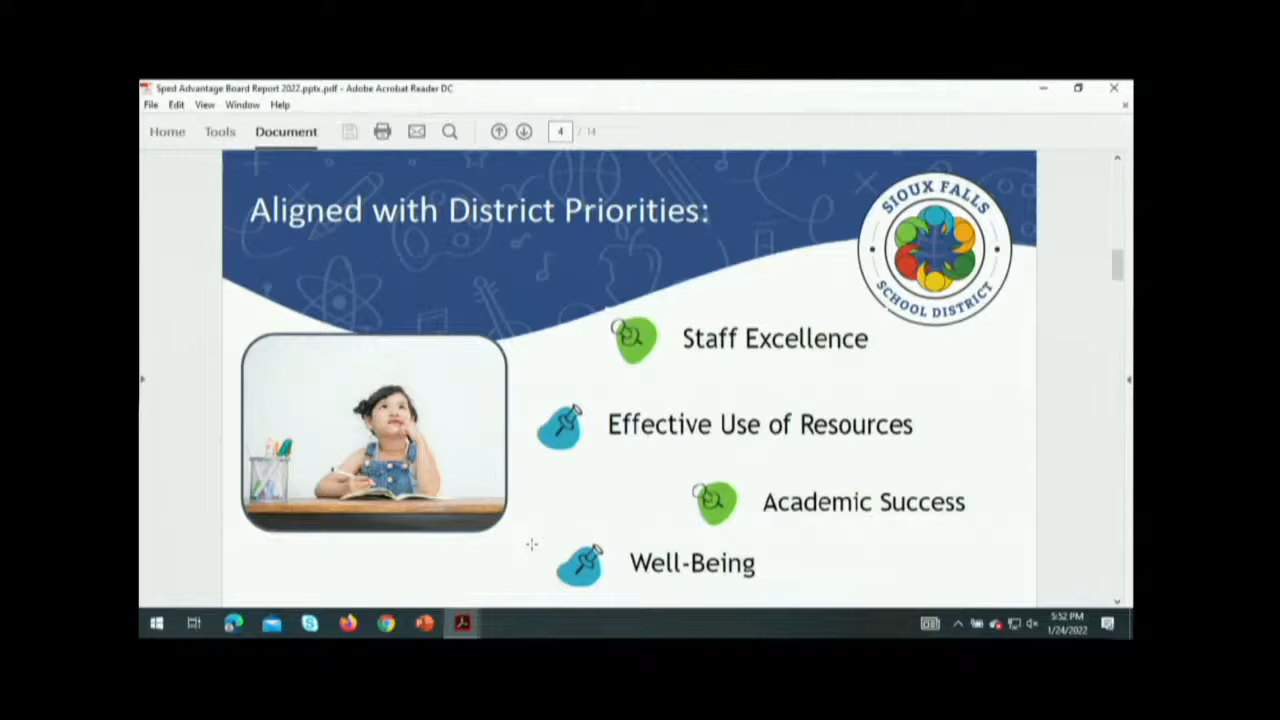 Sped Advantage Board Report 2022.pptx.pdf - Adobe Acrobat Reader DC
File Edit View Window Help
Home Tools Document 4 / 14
Aligned with District Priorities:
SIOUX FALLS
SCHOOL DISTRICT
Staff Excellence
Effective Use of Resources
Academic Success
Well-Being
5:52 PM
1/24/2022